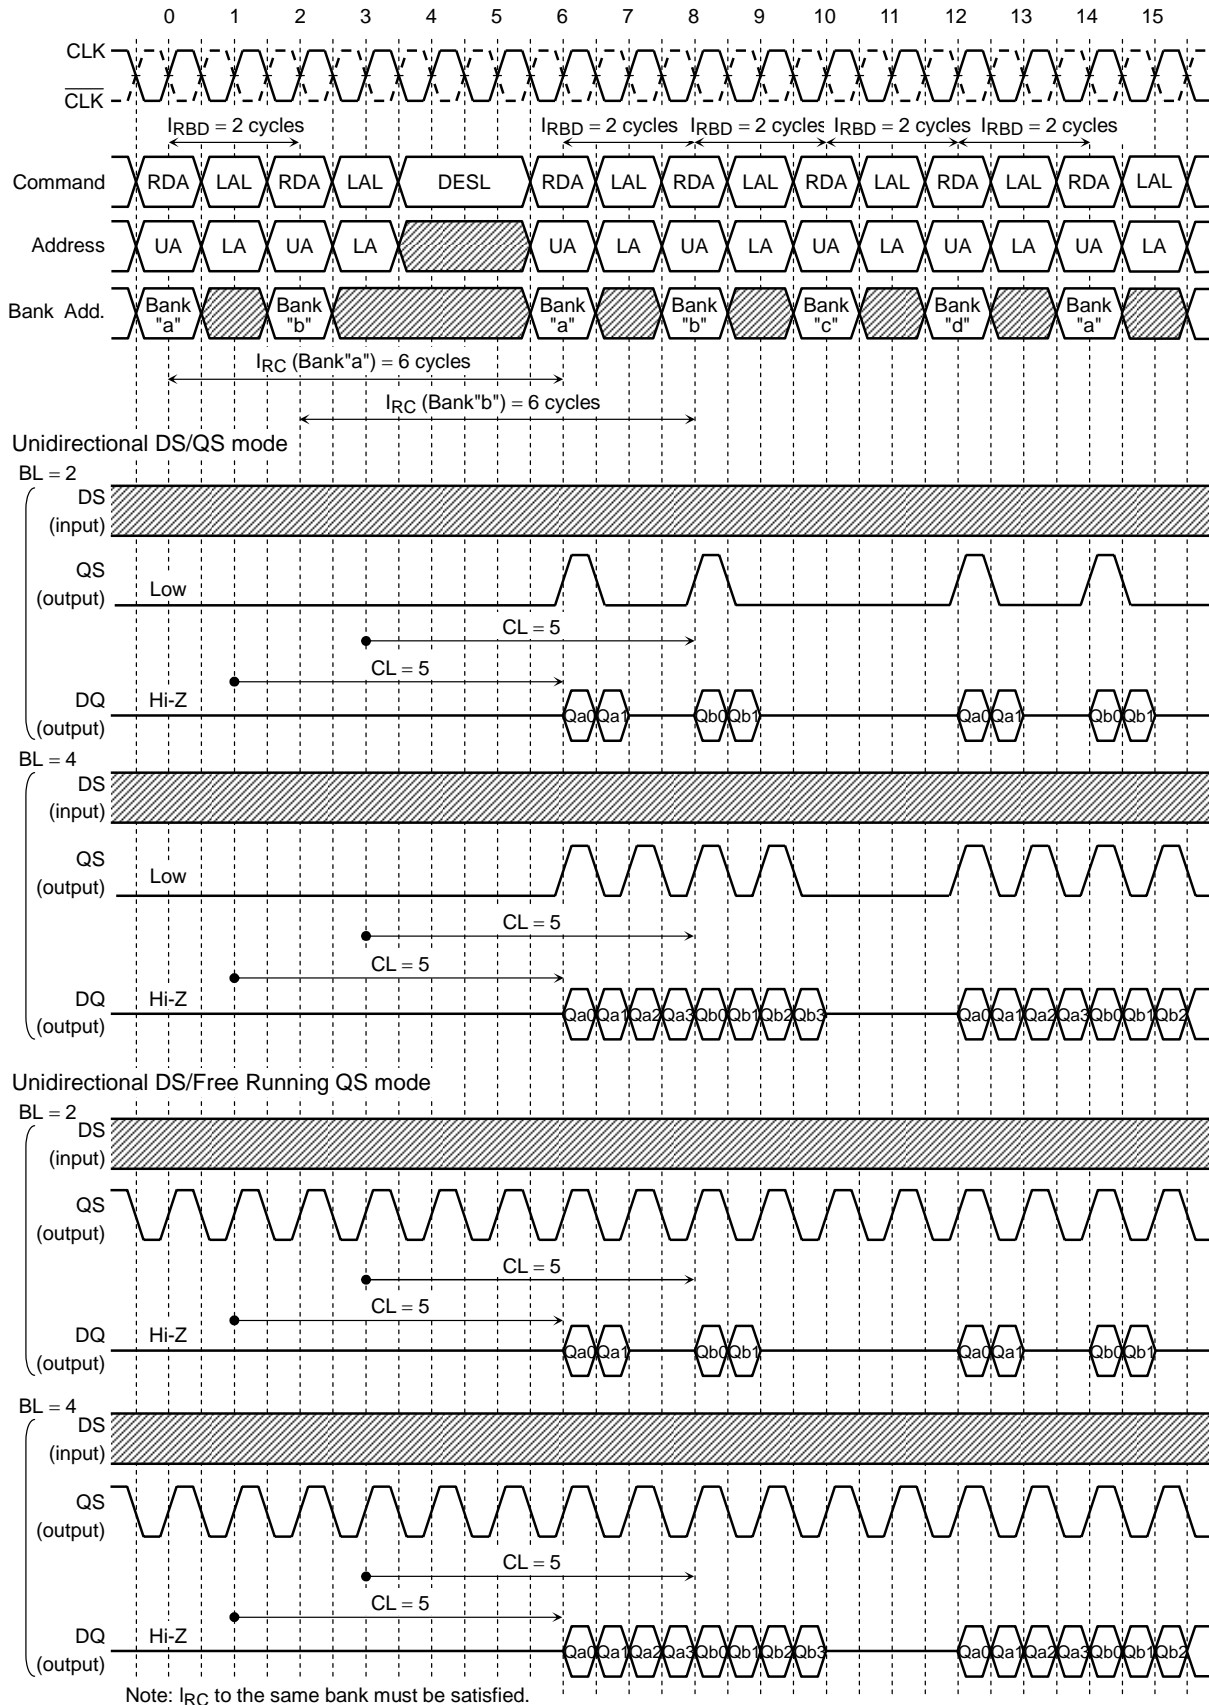 0 1 2 3 4 5 6 7 8 9 10 11 12 13 14 15
CLK
CLK
IRBD = 2 cycles IRBD = 2 cycles IRBD = 2 cycles IRBD = 2 cycles IRBD = 2 cycles
Command RDA LAL RDA LAL DESL RDA LAL RDA LAL RDA LAL RDA LAL RDA LAL
Address UA LA UA LA UA LA UA LA UA LA UA LA UA LA
Bank Add. Bank "a" Bank "b" Bank "a" Bank "b" Bank "c" Bank "d" Bank "a"
IRC (Bank"a") = 6 cycles
IRC (Bank"b") = 6 cycles
Unidirectional DS/QS mode
BL = 2
DS
(input)
QS
(output) Low
CL = 5
CL = 5
DQ Hi-Z
(output) Qa0 Qa1 Qb0 Qb1 Qa0 Qa1 Qb0 Qb1
BL = 4
DS
(input)
QS
(output) Low
CL = 5
CL = 5
DQ Hi-Z
(output) Qa0 Qa1 Qa2 Qa3 Qb0 Qb1 Qb2 Qb3 Qa0 Qa1 Qa2 Qa3 Qb0 Qb1 Qb2
Unidirectional DS/Free Running QS mode
BL = 2
DS
(input)
QS
(output)
CL = 5
CL = 5
DQ Hi-Z
(output) Qa0 Qa1 Qb0 Qb1 Qa0 Qa1 Qb0 Qb1
BL = 4
DS
(input)
QS
(output)
CL = 5
CL = 5
DQ Hi-Z
(output) Qa0 Qa1 Qa2 Qa3 Qb0 Qb1 Qb2 Qb3 Qa0 Qa1 Qa2 Qa3 Qb0 Qb1 Qb2
Note: IRC to the same bank must be satisfied.